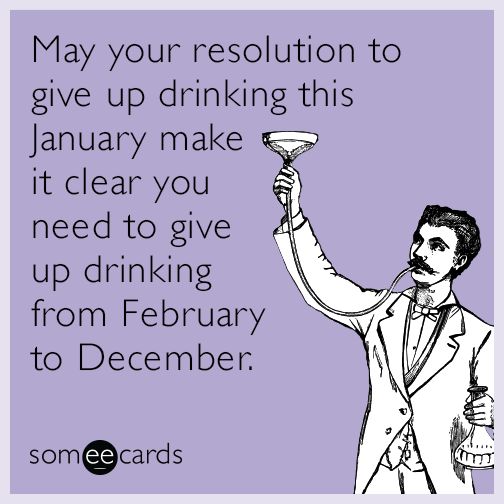 May your resolution to
give up drinking this
January make
it clear you
need to give
up drinking
from February
to December.
someecards